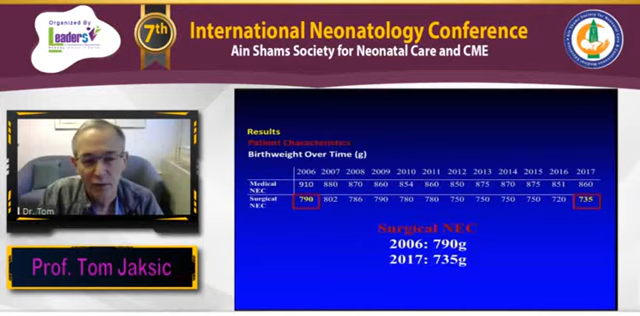 Organized By
Leaders
7th
International Neonatology Conference
Ain Shams Society for Neonatal Care and CME
Dr. Tom
Prof. Tom Jaksic
Results
Patient Characteristics
Birthweight Over Time (g)
2006 2007 2008 2009 2010 2011 2012 2013 2014 2015 2016 2017
Medical NEC 910 880 870 860 854 860 850 875 870 875 851 860
Surgical NEC 790 802 786 790 780 780 750 750 750 750 720 735
Surgical NEC
2006: 790g
2017: 735g